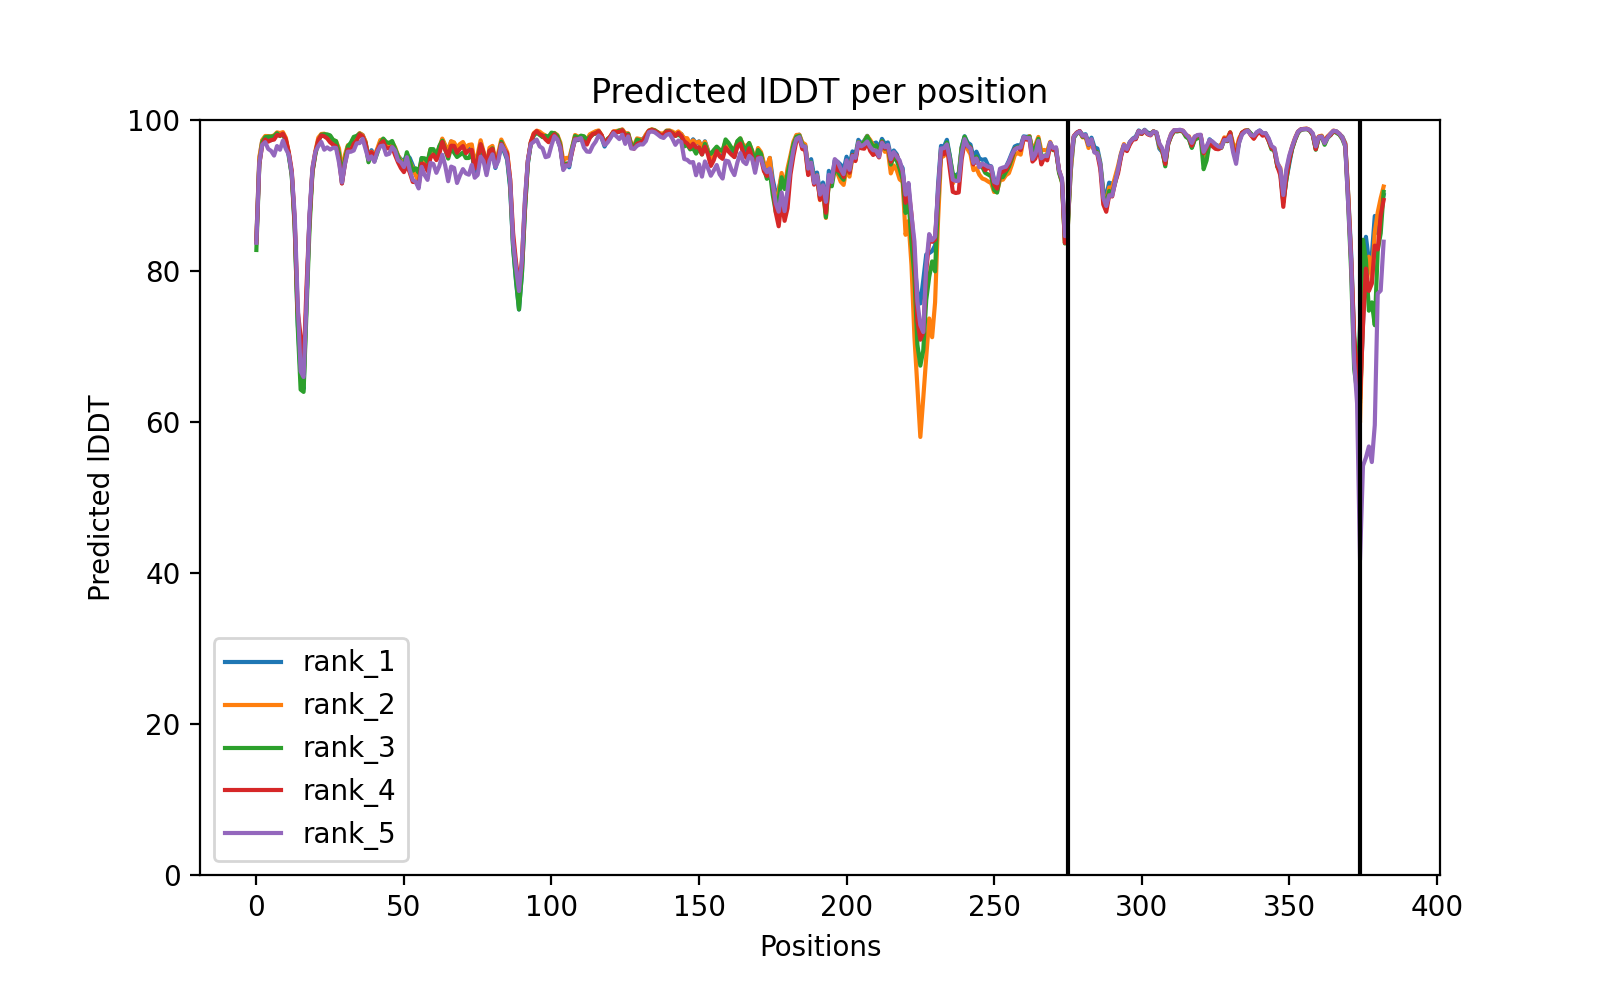 Predicted lDDT per position
100
80
60
40
20
0
Predicted lDDT
rank_1
rank_2
rank_3
rank_4
rank_5
0 50 100 150 200 250 300 350 400
Positions